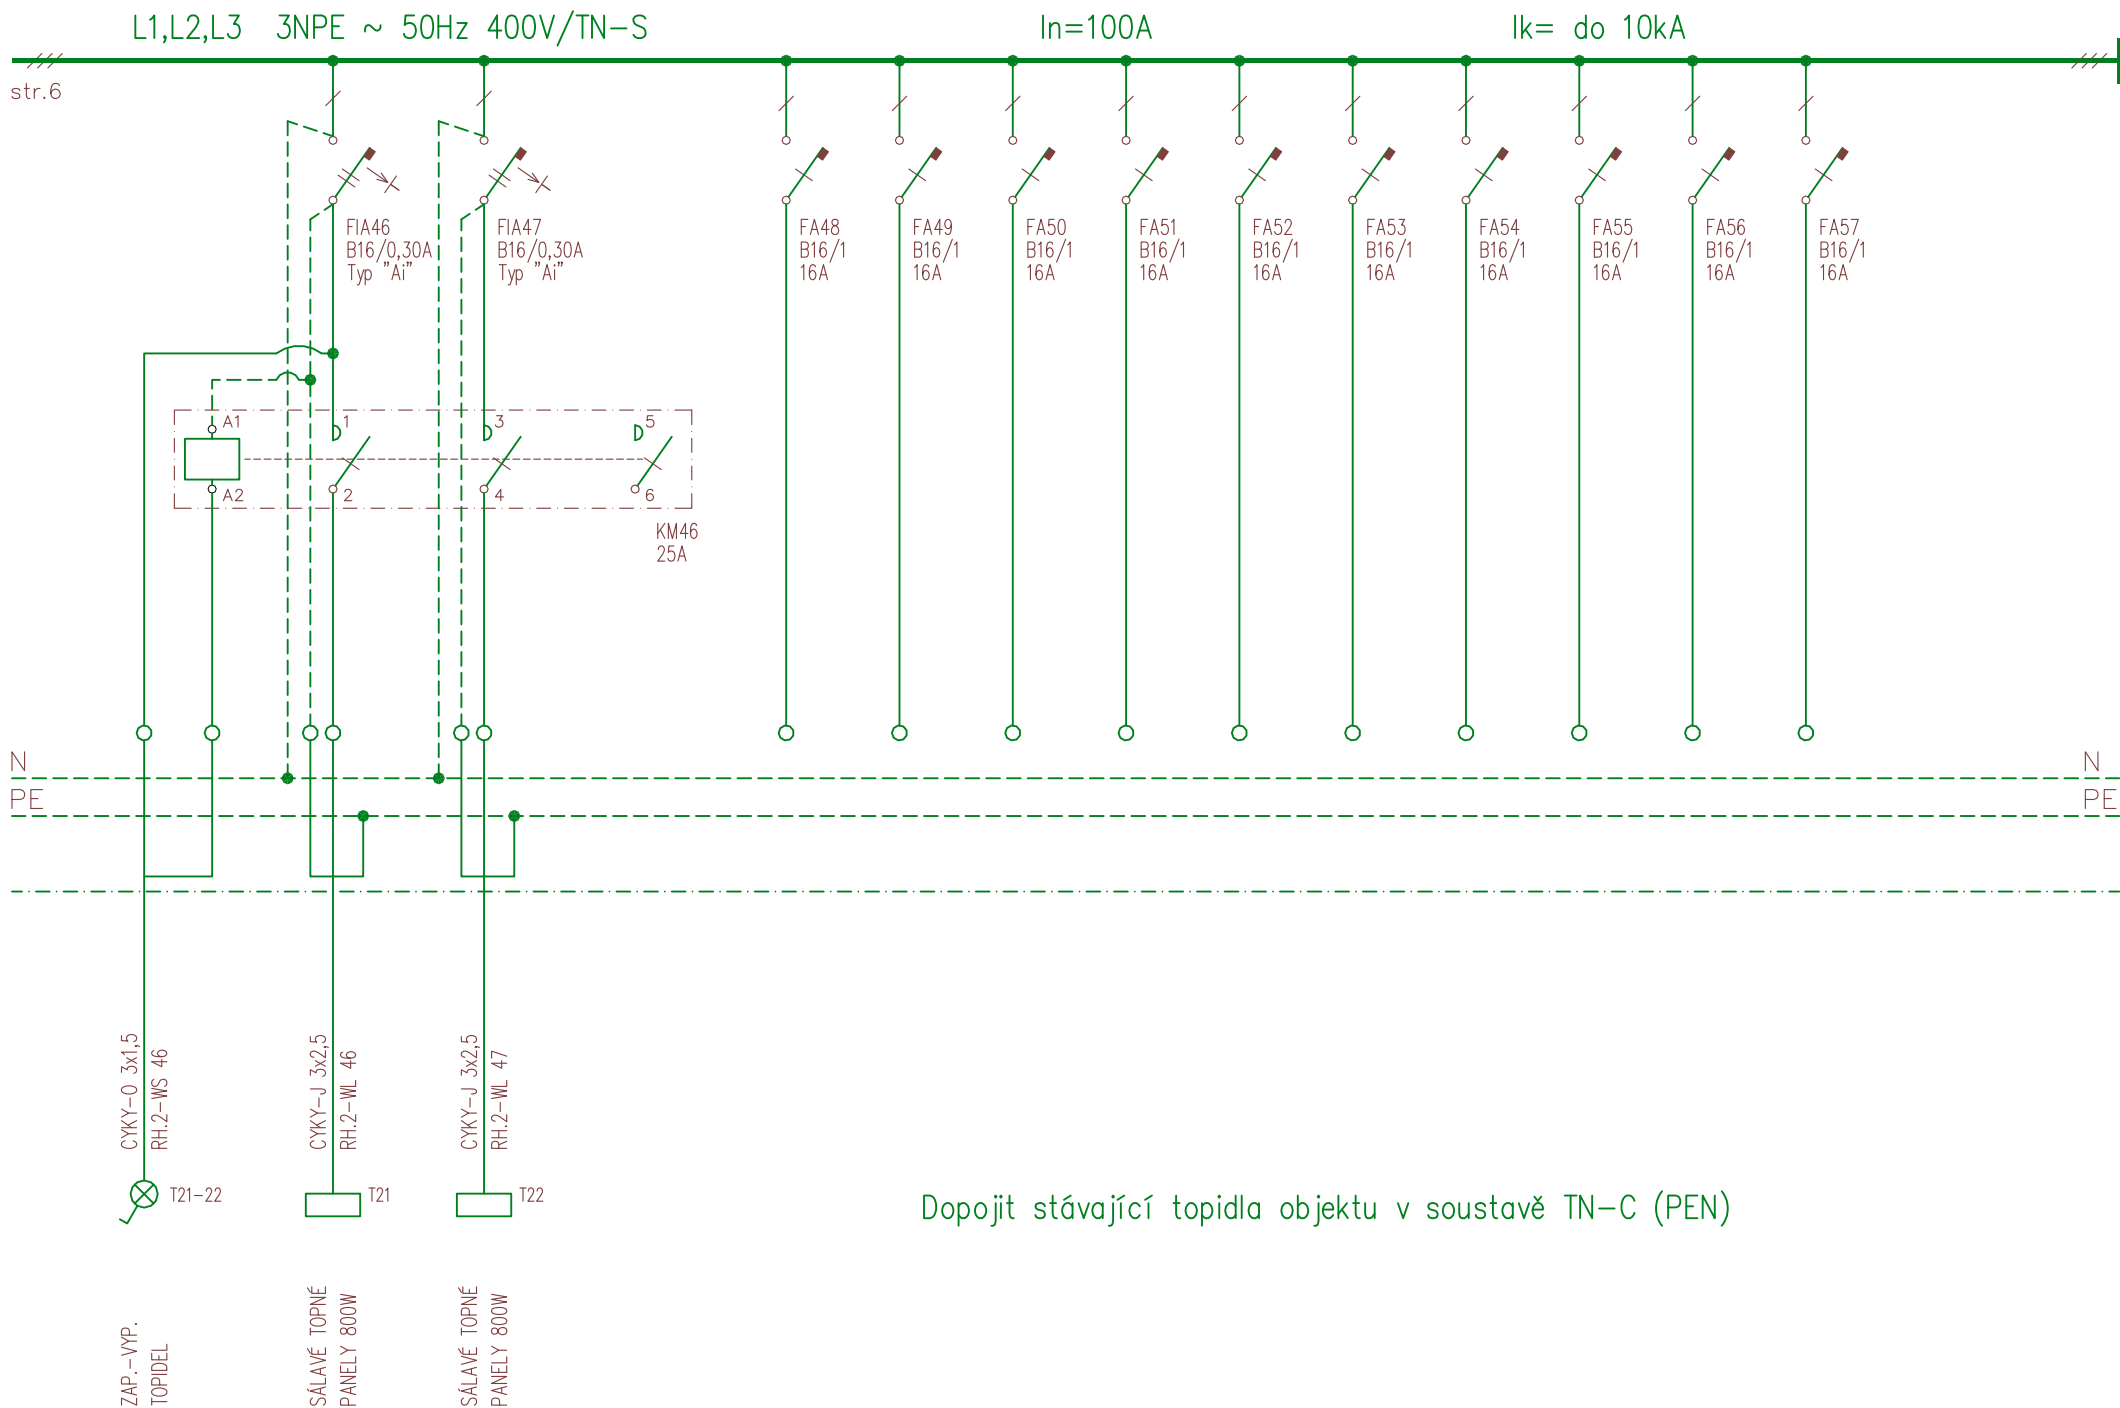 L1,L2,L3 3NPE ~ 50Hz 400V/TN-S
In=100A
Ik= do 10kA
str.6
FIA46
B16/0,30A
Typ "Ai"
FIA47
B16/0,30A
Typ "Ai"
FA48
B16/1
16A
FA49
B16/1
16A
FA50
B16/1
16A
FA51
B16/1
16A
FA52
B16/1
16A
FA53
B16/1
16A
FA54
B16/1
16A
FA55
B16/1
16A
FA56
B16/1
16A
FA57
B16/1
16A
A1
1
3
5
A2
2
4
6
KM46
25A
N
N
PE
PE
CYKY-O 3x1,5
RH.2-WS 46
CYKY-J 3x2,5
RH.2-WL 46
CYKY-J 3x2,5
RH.2-WL 47
T21-22
T21
T22
Dopojit stávající topidla objektu v soustavě TN-C (PEN)
ZAP.-VYP.
TOPIDEL
SÁLAVÉ TOPNÉ
PANELY 800W
SÁLAVÉ TOPNÉ
PANELY 800W